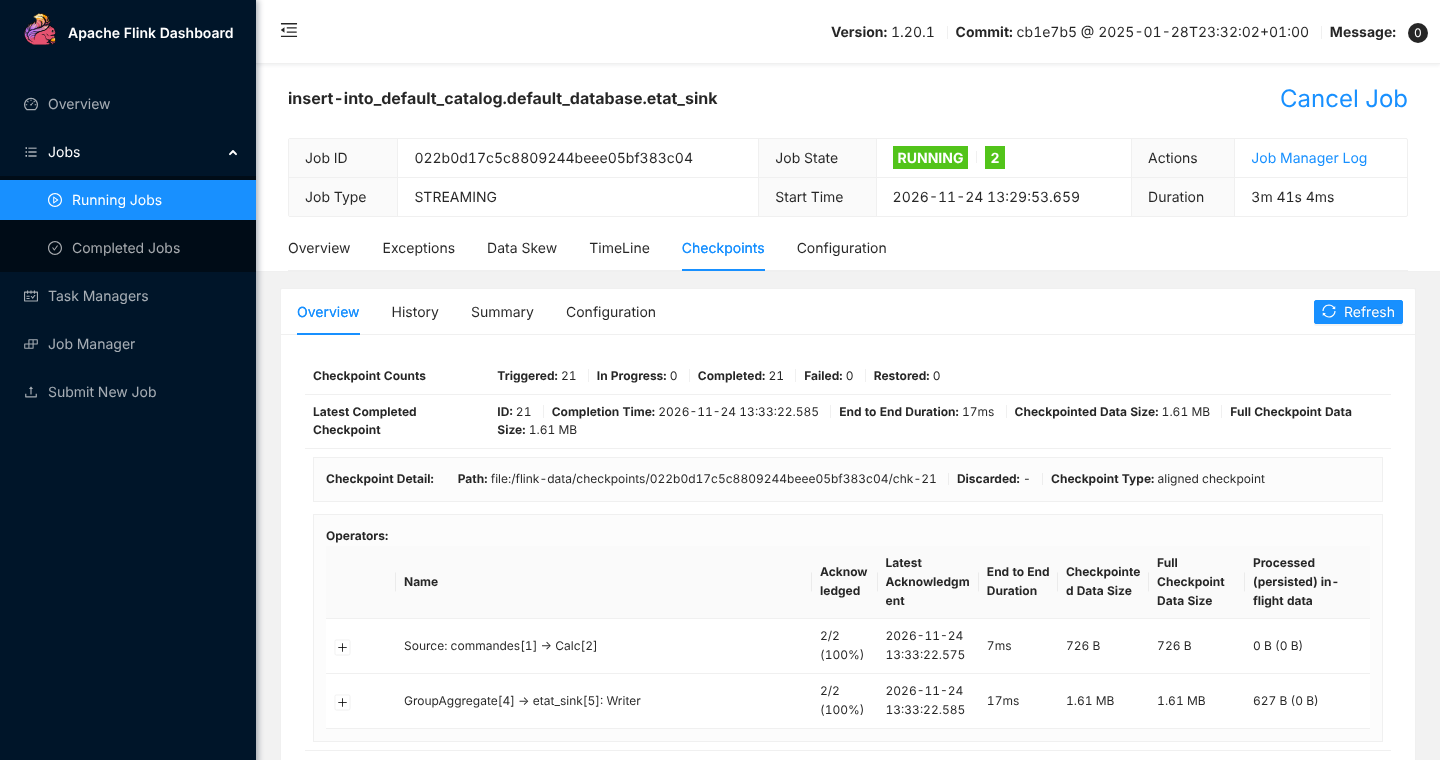 Apache Flink Dashboard
Version: 1.20.1 Commit: cb1e7b5 @ 2025-01-28T23:32:02+01:00 Message: 0
Overview
Jobs
Running Jobs
Completed Jobs
Task Managers
Job Manager
Submit New Job
insert-into_default_catalog.default_database.etat_sink
Cancel Job
Job ID 022b0d17c5c8809244beee05bf383c04 Job State RUNNING 2 Actions Job Manager Log
Job Type STREAMING Start Time 2026-11-24 13:29:53.659 Duration 3m 41s 4ms
Overview Exceptions Data Skew TimeLine Checkpoints Configuration
Overview History Summary Configuration Refresh
Checkpoint Counts Triggered: 21 In Progress: 0 Completed: 21 Failed: 0 Restored: 0
Latest Completed Checkpoint ID: 21 Completion Time: 2026-11-24 13:33:22.585 End to End Duration: 17ms Checkpointed Data Size: 1.61 MB Full Checkpoint Data
Size: 1.61 MB
Checkpoint Detail: Path: file:/flink-data/checkpoints/022b0d17c5c8809244beee05bf383c04/chk-21 Discarded: - Checkpoint Type: aligned checkpoint
Operators:
Name Acknowledged Latest Acknowledgment End to End Duration Checkpointed Data Size Full Checkpoint Data Size Processed (persisted) in-flight data
+ Source: commandes[1] -> Calc[2] 2/2 (100%) 2026-11-24 13:33:22.575 7ms 726 B 726 B 0 B (0 B)
+ GroupAggregate[4] -> etat_sink[5]: Writer 2/2 (100%) 2026-11-24 13:33:22.585 17ms 1.61 MB 1.61 MB 627 B (0 B)